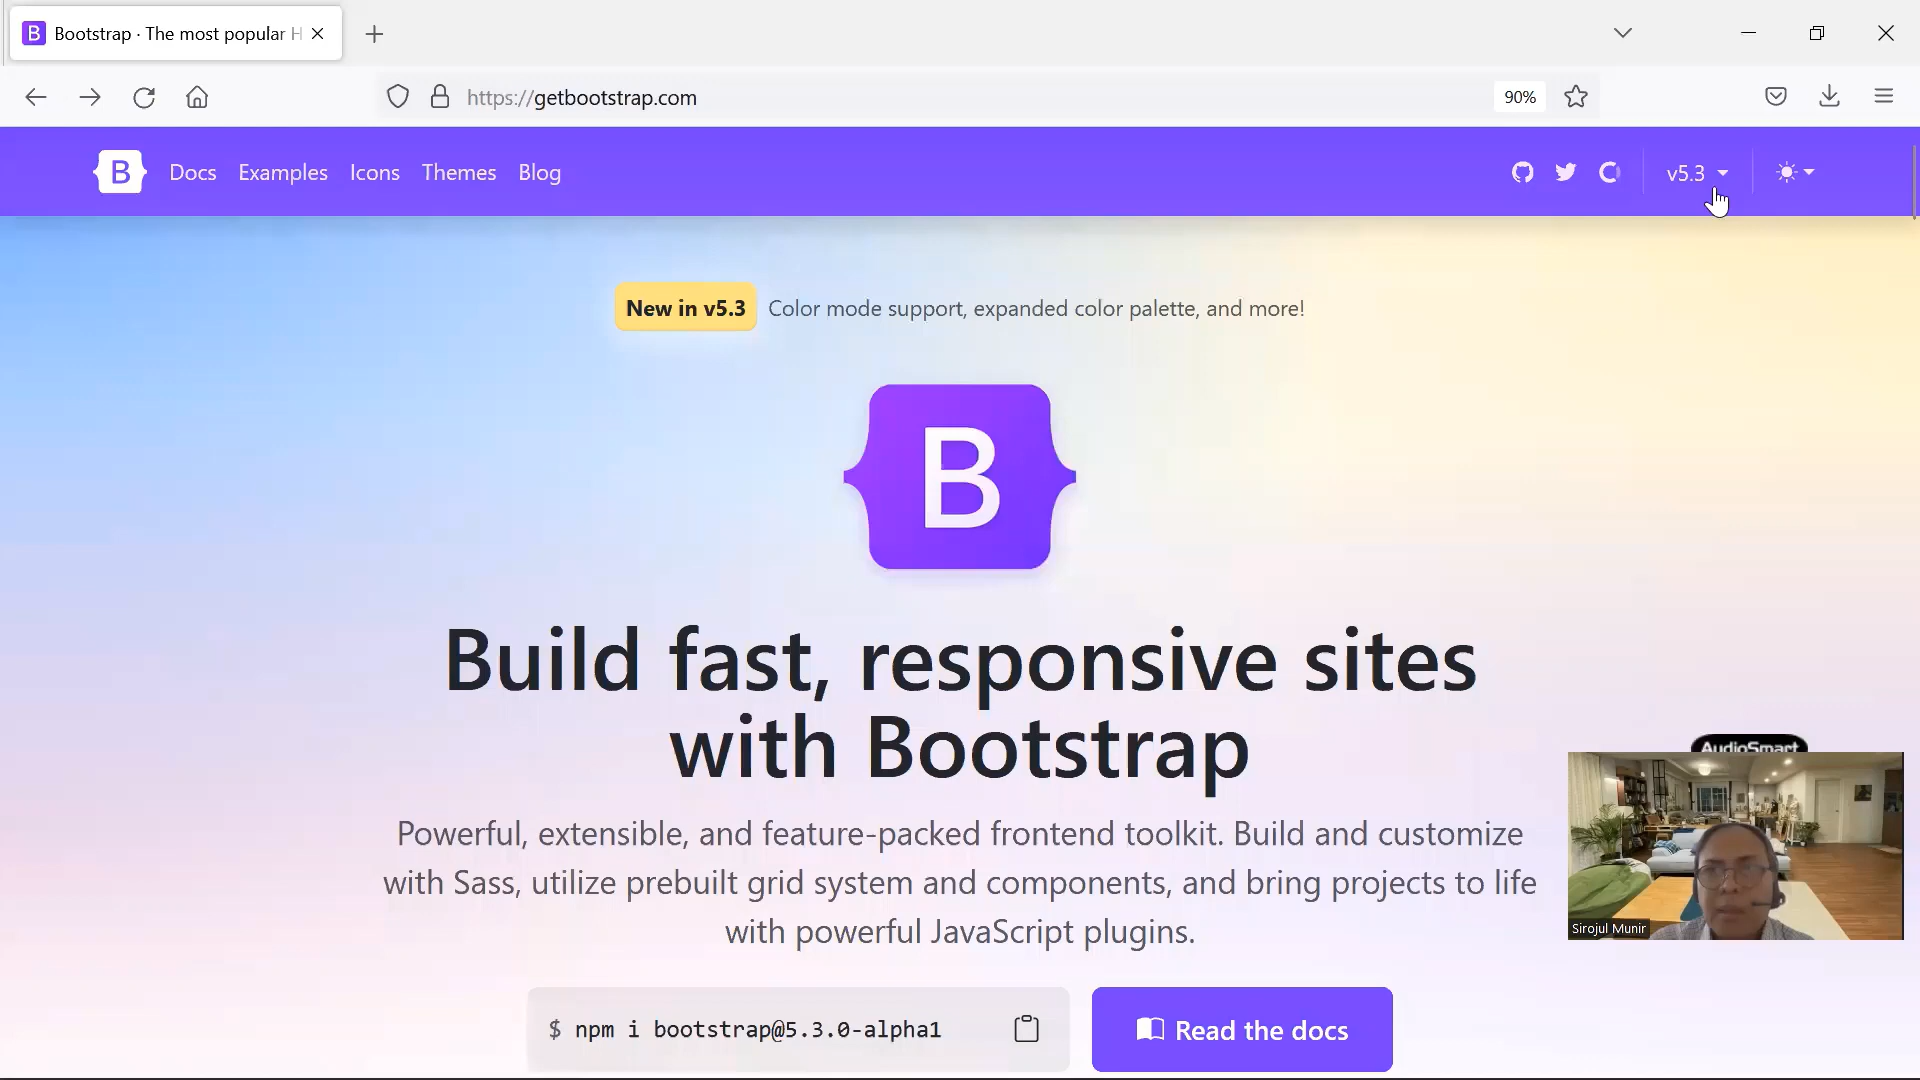 B Bootstrap · The most popular H
https://getbootstrap.com
90%
B Docs Examples Icons Themes Blog
v5.3
New in v5.3 Color mode support, expanded color palette, and more!
B
Build fast, responsive sites
with Bootstrap
Powerful, extensible, and feature-packed frontend toolkit. Build and customize
with Sass, utilize prebuilt grid system and components, and bring projects to life
with powerful JavaScript plugins.
$ npm i bootstrap@5.3.0-alpha1
Read the docs
AudioSmart
Sirojul Munir